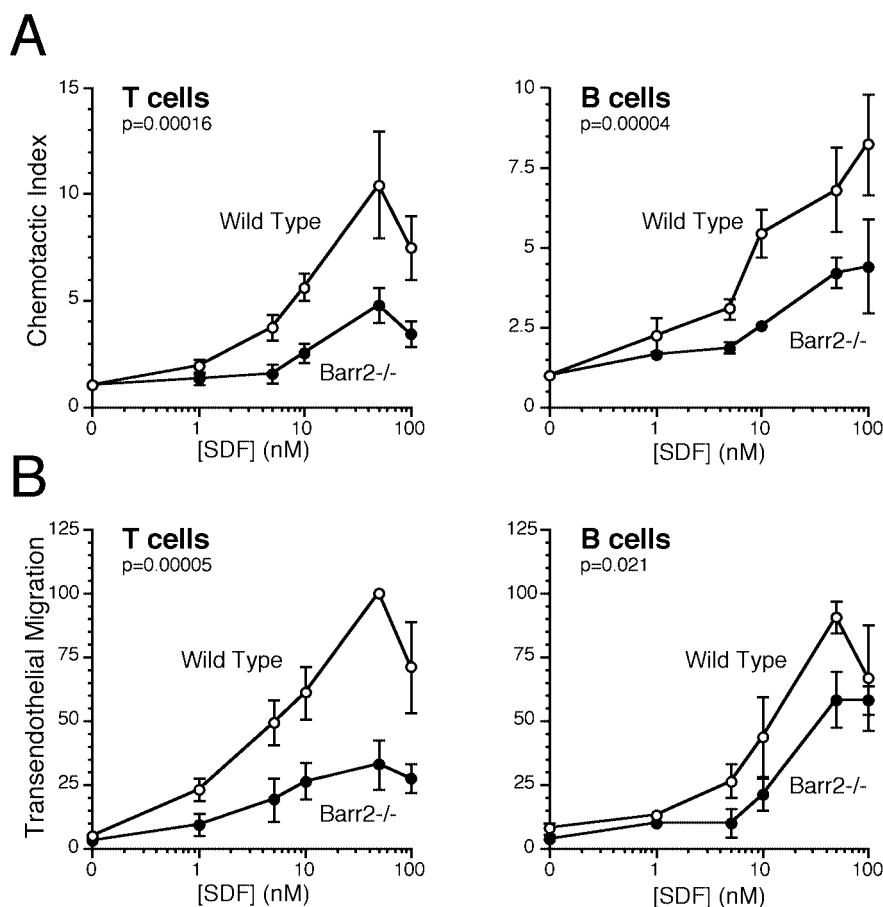 A
T cells
p=0.00016
15
10
5
0
Chemotactic Index
Wild Type
Barr2-/-
0 1 10 100
[SDF] (nM)
B cells
p=0.00004
10
7.5
5
2.5
0
Wild Type
Barr2-/-
0 1 10 100
[SDF] (nM)
B
T cells
p=0.00005
125
100
75
50
25
0
Transendothelial Migration
Wild Type
Barr2-/-
0 1 10 100
[SDF] (nM)
B cells
p=0.021
125
100
75
50
25
0
Wild Type
Barr2-/-
0 1 10 100
[SDF] (nM)